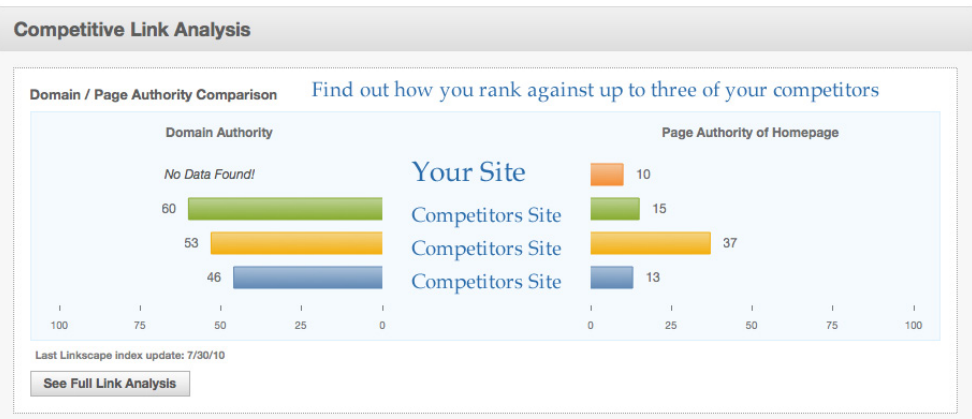 Competitive Link Analysis
Domain / Page Authority Comparison Find out how you rank against up to three of your competitors
Domain Authority Page Authority of Homepage
No Data Found! Your Site 10
60 Competitors Site 15
53 Competitors Site 37
46 Competitors Site 13
100 75 50 25 0 0 25 50 75 100
Last Linkscape index update: 7/30/10
See Full Link Analysis